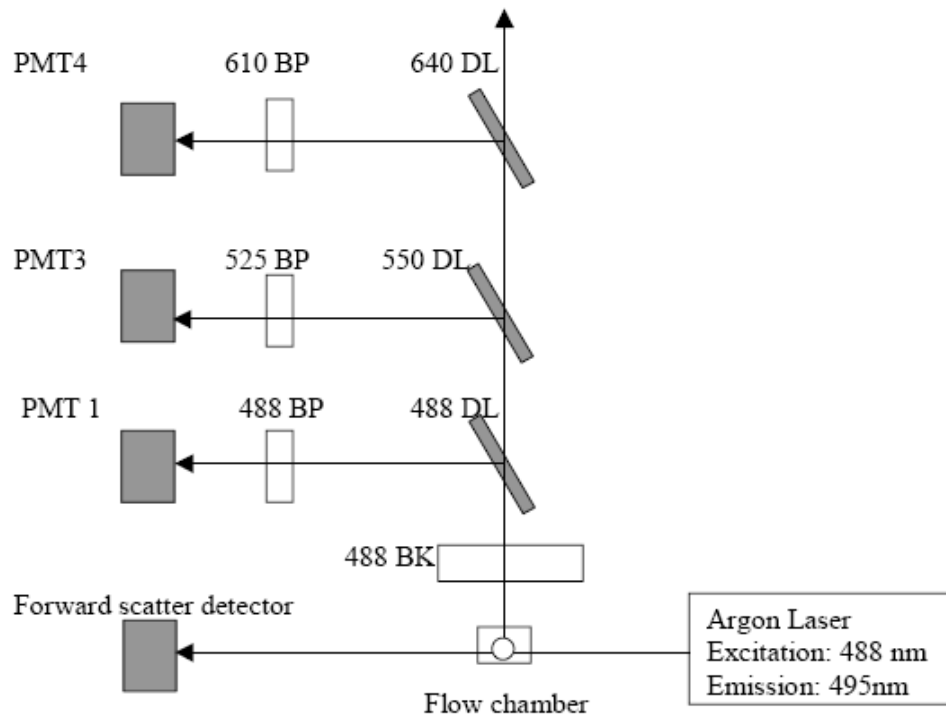 PMT4
610 BP
640 DL
PMT3
525 BP
550 DL
PMT 1
488 BP
488 DL
488 BK
Forward scatter detector
Argon Laser
Excitation: 488 nm
Emission: 495nm
Flow chamber